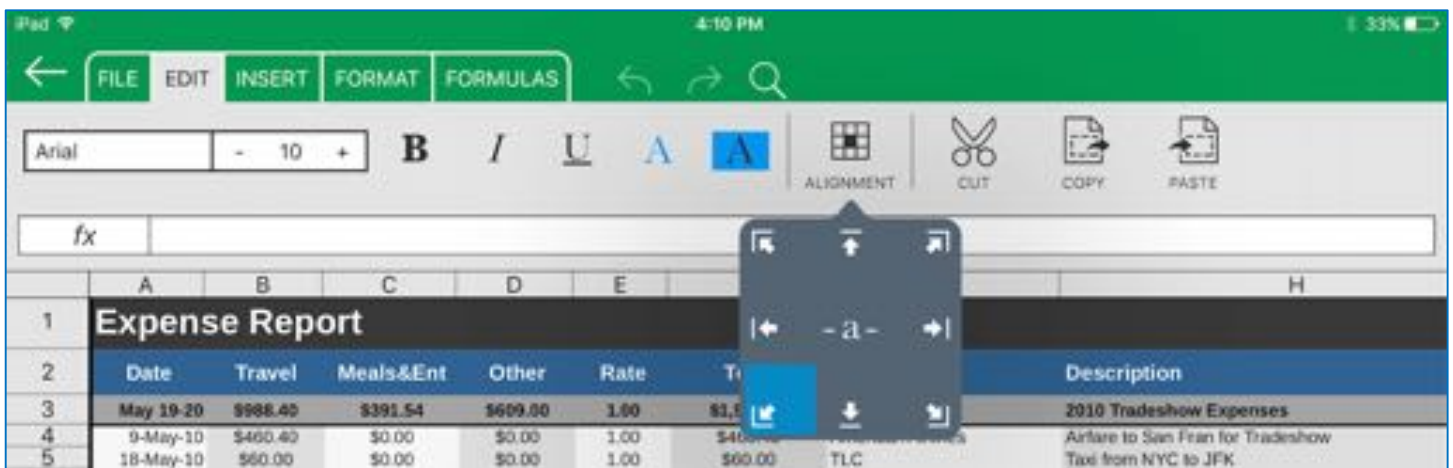 iPad 4:10 PM 33%
FILE EDIT INSERT FORMAT FORMULAS
Arial - 10 + B I U A A
ALIGNMENT CUT COPY PASTE
fx
A B C D E H
- a -
1 Expense Report
2 Date Travel Meals&Ent Other Rate Description
3 May 19-20 $988.40 $391.54 $609.00 1.00 2010 Tradeshow Expenses
4 9-May-10 $460.40 $0.00 $0.00 1.00 Airfare to San Fran for Tradeshow
5 18-May-10 $60.00 $0.00 $0.00 1.00 $60.00 TLC Taxi from NYC to JFK